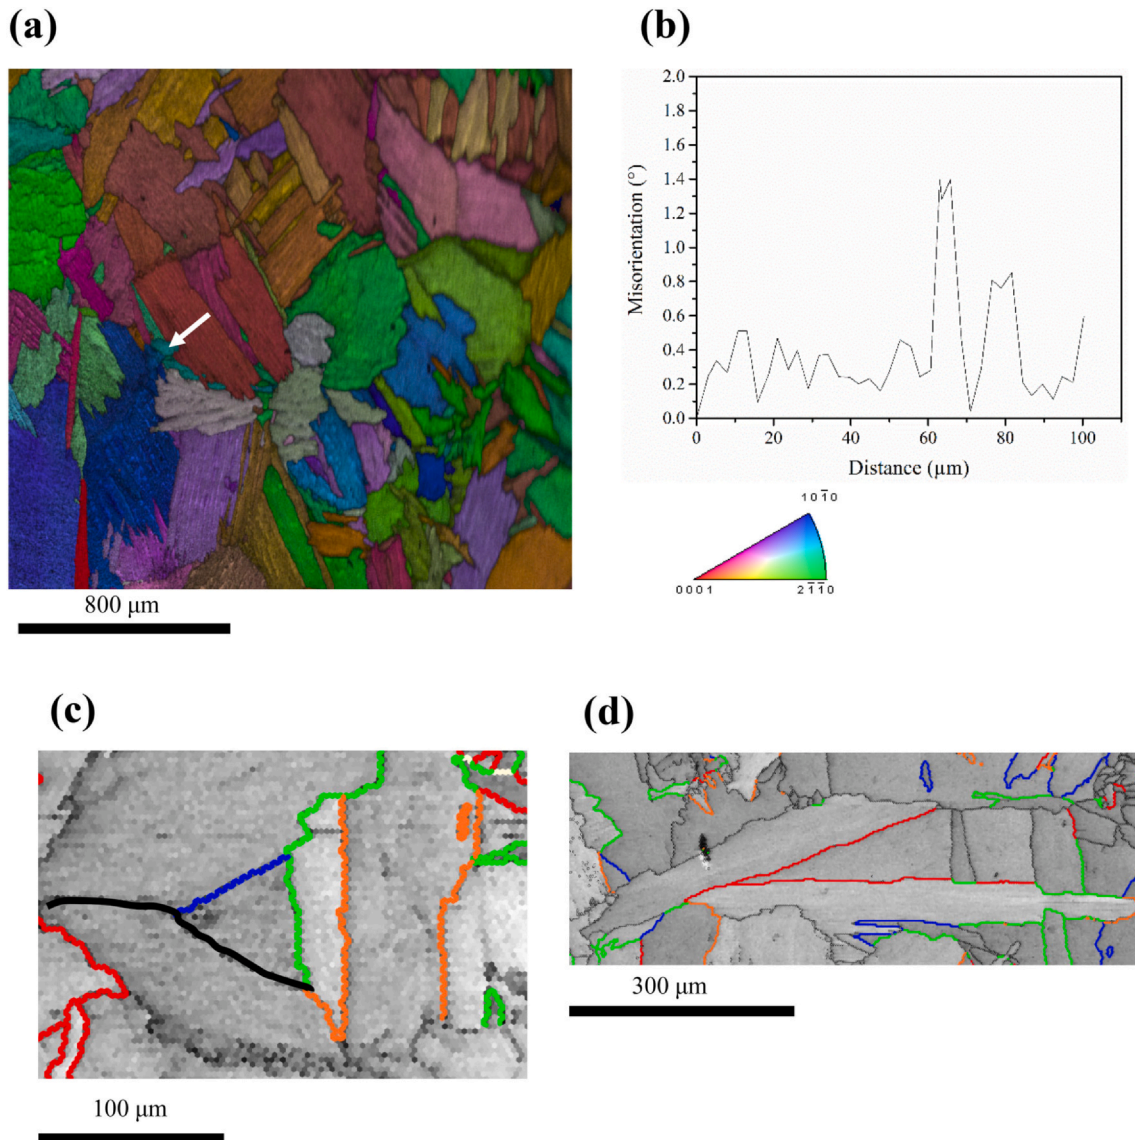 (a)
(b)
2.0
1.8
1.6
1.4
1.2
1.0
0.8
0.6
0.4
0.2
0.0
Misorientation (°)
0 20 40 60 80 100
Distance (µm)
101̄0
0001 21̄1̄0
800 µm
(c)
(d)
100 µm
300 µm